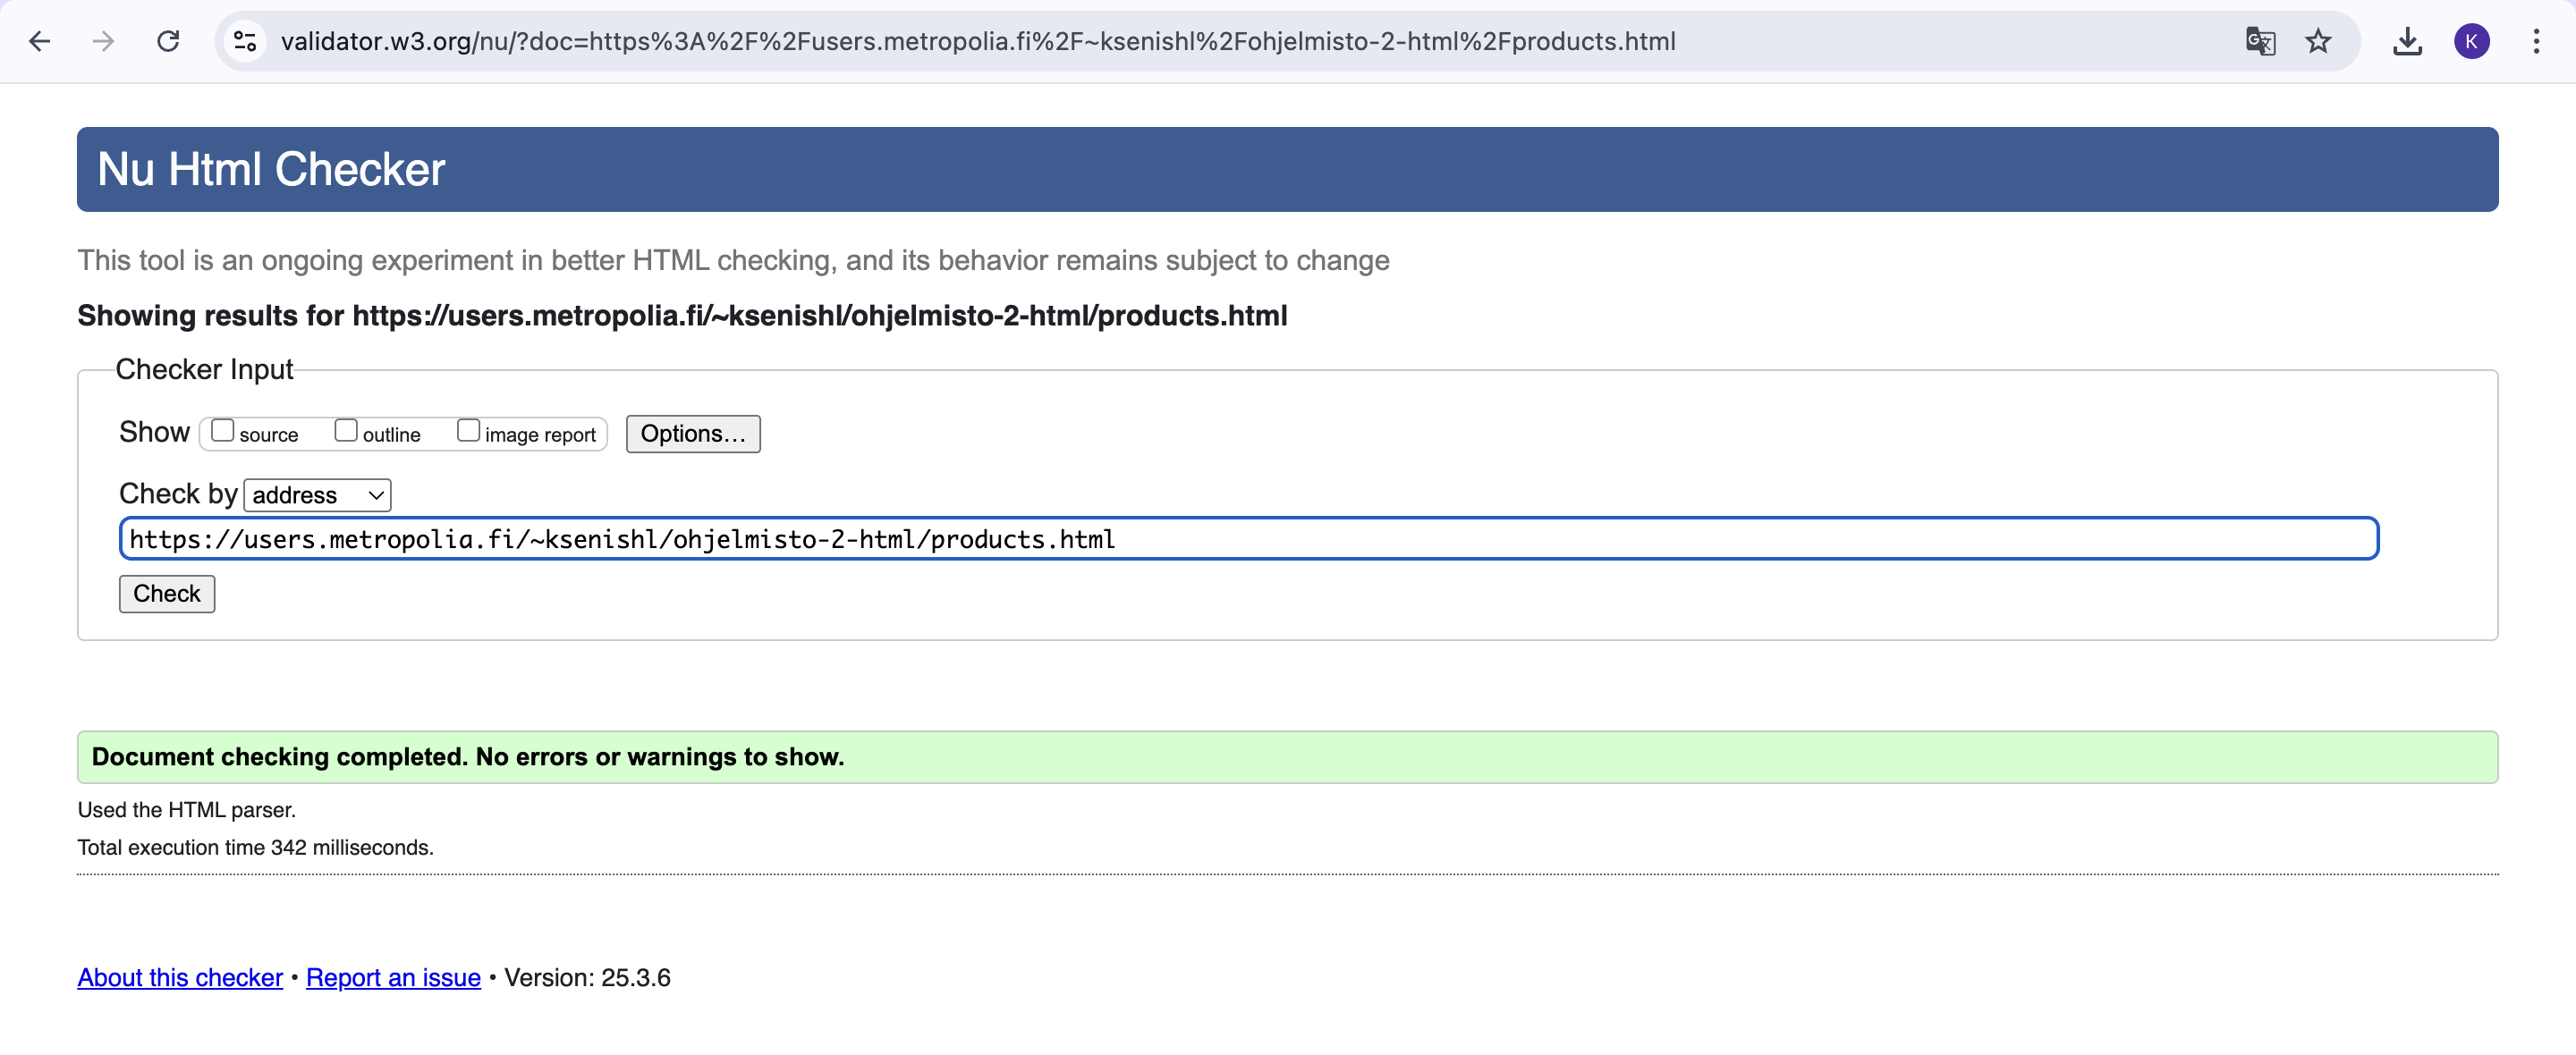 validator.w3.org/nu/?doc=https%3A%2F%2Fusers.metropolia.fi%2F~ksenishl%2Fohjelmisto-2-html%2Fproducts.html
K
Nu Html Checker
This tool is an ongoing experiment in better HTML checking, and its behavior remains subject to change
Showing results for https://users.metropolia.fi/~ksenishl/ohjelmisto-2-html/products.html
Checker Input
Show source outline image report Options...
Check by address
https://users.metropolia.fi/~ksenishl/ohjelmisto-2-html/products.html
Check
Document checking completed. No errors or warnings to show.
Used the HTML parser.
Total execution time 342 milliseconds.
About this checker • Report an issue • Version: 25.3.6